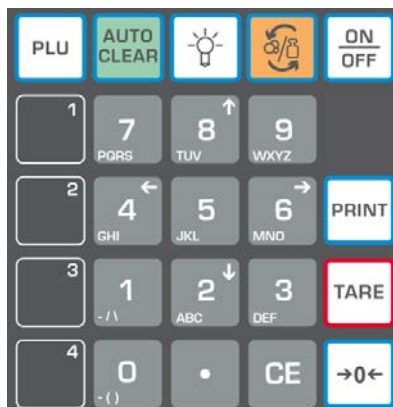 PLU
AUTO
CLEAR
ON
OFF
1
7
PQRS
8
TUV
9
WXYZ
2
4
GHI
5
JKL
6
MNO
PRINT
3
1
-/\
2
ABC
3
DEF
TARE
4
0
-()
.
CE
→0←